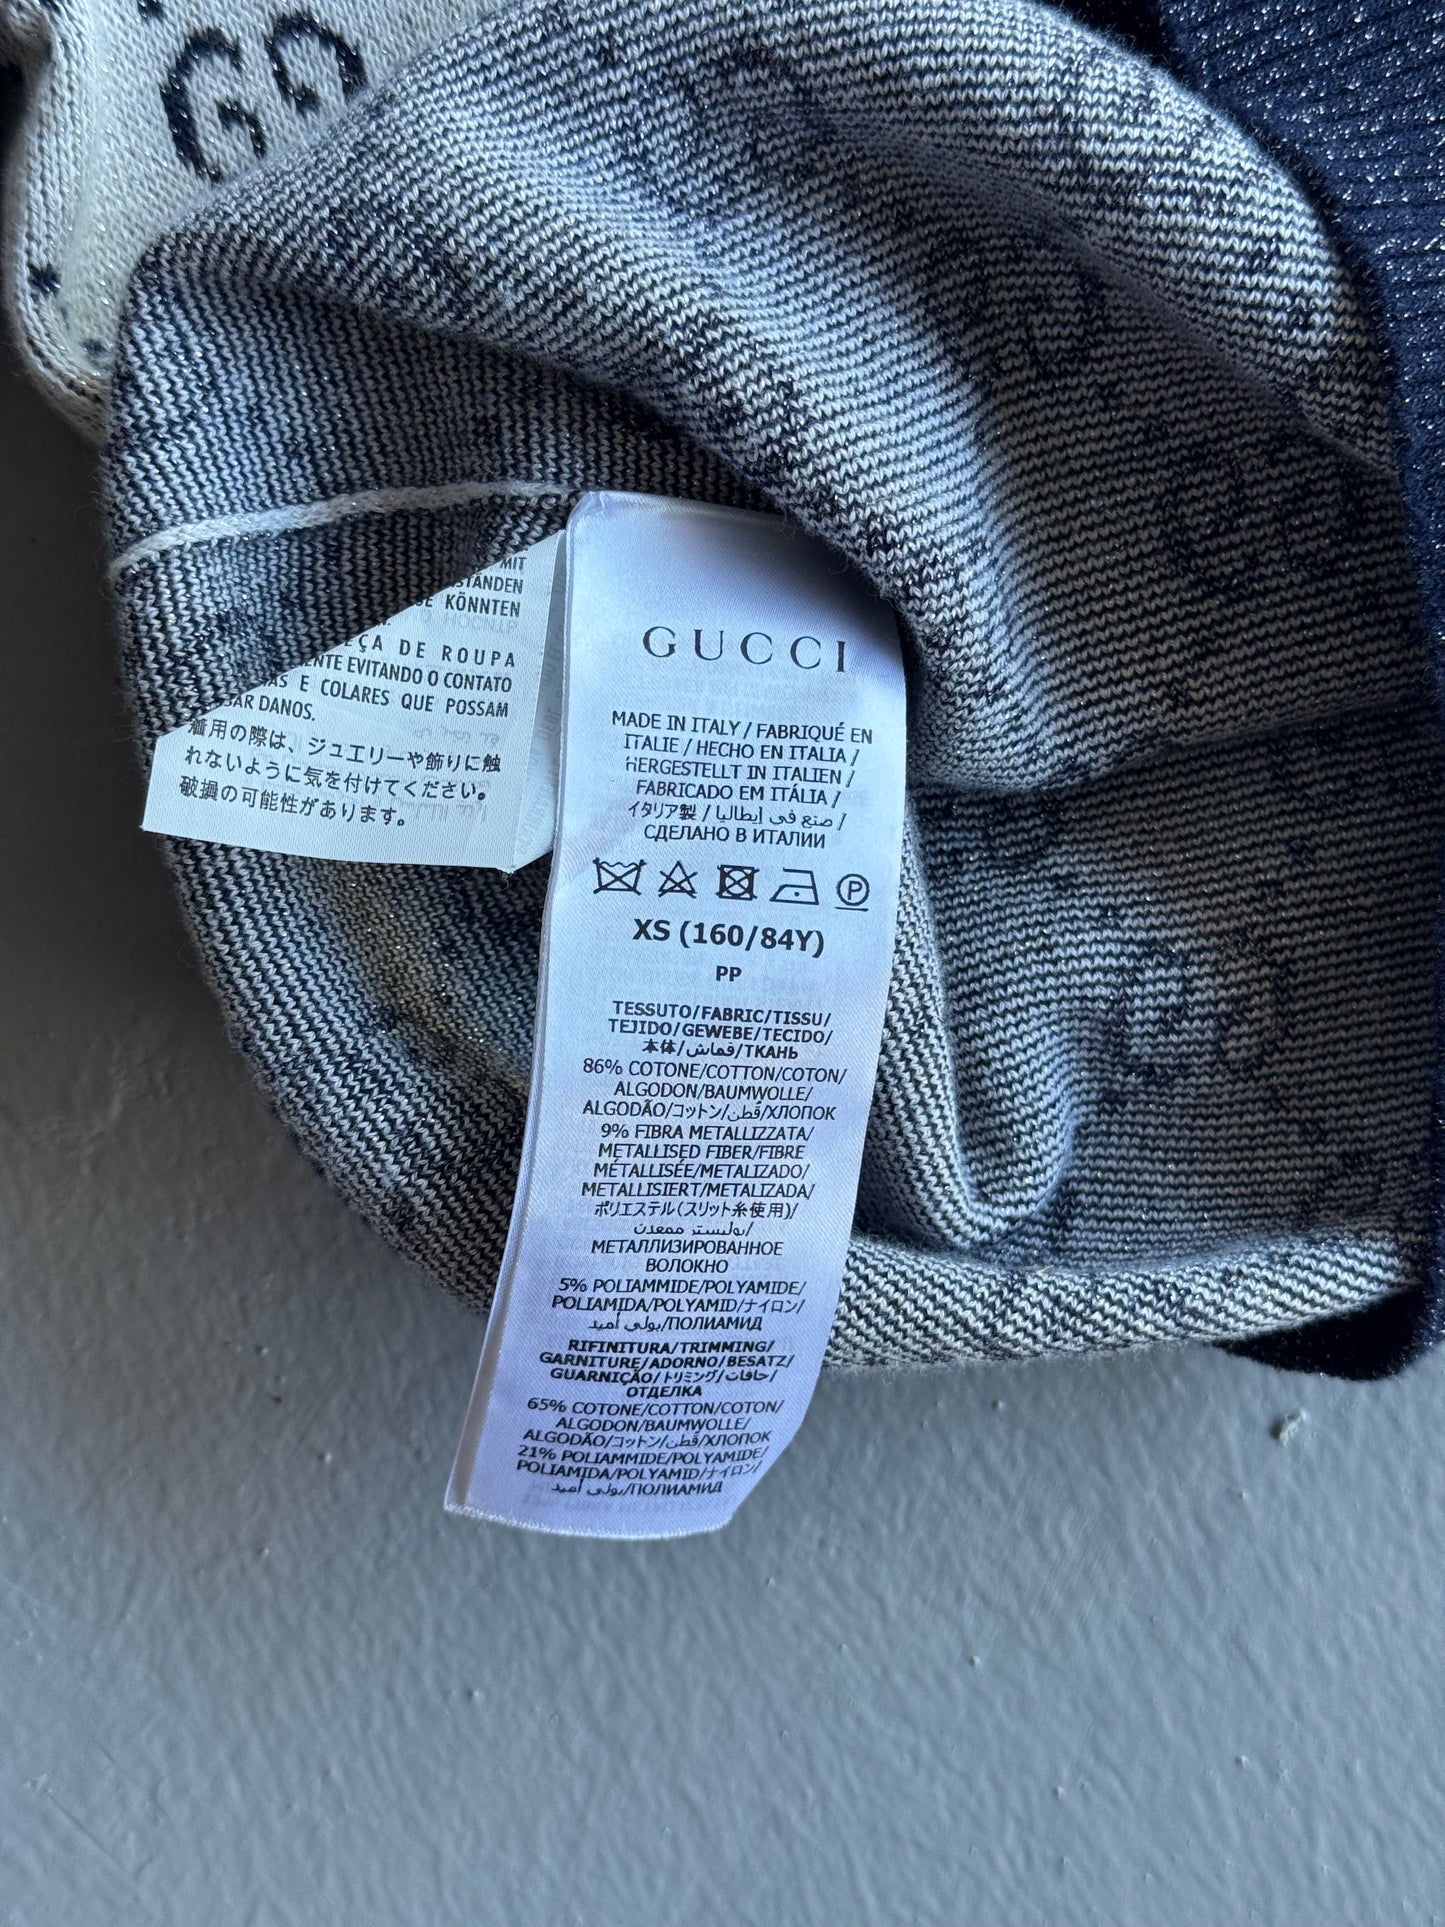 MIT
STÄNDEN
KÖNNTEN
ÇA DE ROUPA
EVITANDO O CONTATO
E COLARES QUE POSSAM
DANOS.
着用の際は、ジュエリーや飾りに触
れないように気を付けてください。
破損の可能性があります。
GUCCI
MADE IN ITALY / FABRIQUÉ EN
ITALIE / HECHO EN ITALIA /
HERGESTELLT IN ITALIEN /
FABRICADO EM ITÁLIA /
イタリア製 / صنع في إيطاليا /
СДЕЛАНО В ИТАЛИИ
P
XS (160/84Y)
PP
TESSUTO/FABRIC/TISSU/
TEJIDO/GEWEBE/TECIDO/
本体/قماش/ТКАНЬ
86% COTONE/COTTON/COTON/
ALGODON/BAUMWOLLE/
ALGODÃO/コットン/قطن/ХЛОПОК
9% FIBRA METALLIZZATA/
METALLISED FIBER/FIBRE
MÉTALLISÉE/METALIZADO/
METALLISIERT/METALIZADA/
ポリエステル(スリット糸使用)/
بوليستر ممعدن/
МЕТАЛЛИЗИРОВАННОЕ
ВОЛОКНО
5% POLIAMMIDE/POLYAMIDE/
POLIAMIDA/POLYAMID/ナイロン/
بولي أميد/ПОЛИАМИД
RIFINITURA/TRIMMING/
GARNITURE/ADORNO/BESATZ/
GUARNIÇÃO/トリミング/حافات/
ОТДЕЛКА
65% COTONE/COTTON/COTON/
ALGODON/BAUMWOLLE/
ALGODÃO/コットン/قطن/ХЛОПОК
21% POLIAMMIDE/POLYAMIDE/
POLIAMIDA/POLYAMID/ナイロン/
بولي أميد/ПОЛИАМИД